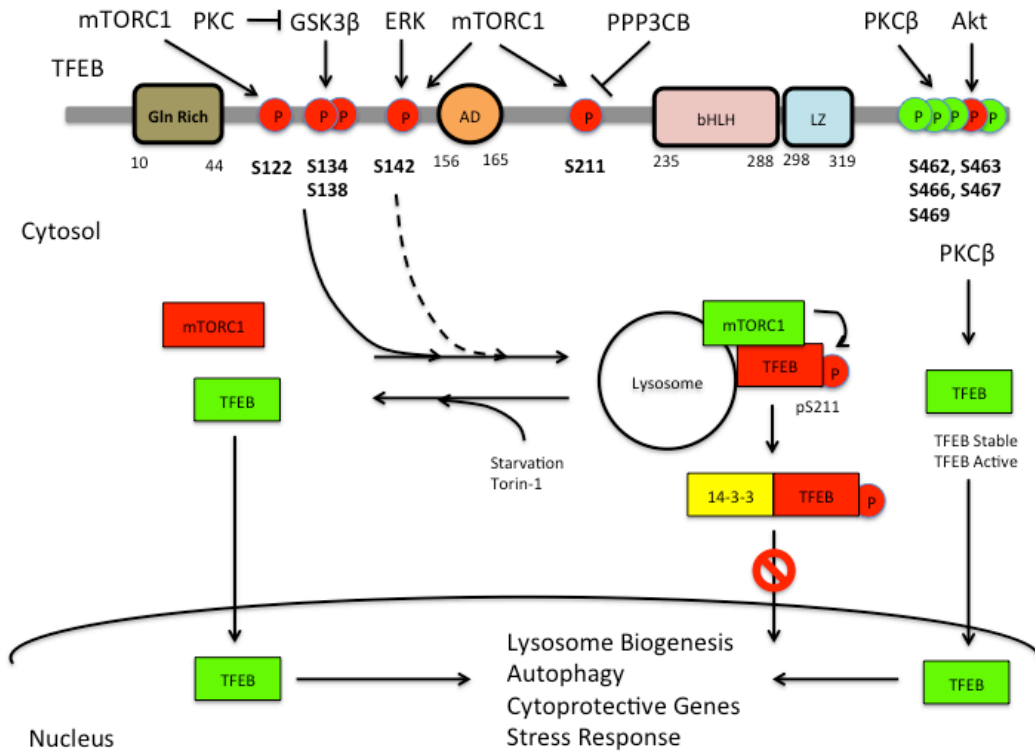 mTORC1 PKC GSK3β ERK mTORC1 PPP3CB PKCβ Akt
TFEB
Gln Rich P P P P AD P bHLH LZ P P P P P
10 44 S122 S134 S142 156 165 S211 235 288 298 319 S462, S463
S138 S466, S467
S469
Cytosol
PKCβ
mTORC1 mTORC1
TFEB P
Lysosome
TFEB TFEB
pS211
TFEB Stable
TFEB Active
Starvation
Torin-1
14-3-3 TFEB P
Lysosome Biogenesis
Autophagy
TFEB TFEB
Cytoprotective Genes
Stress Response
Nucleus